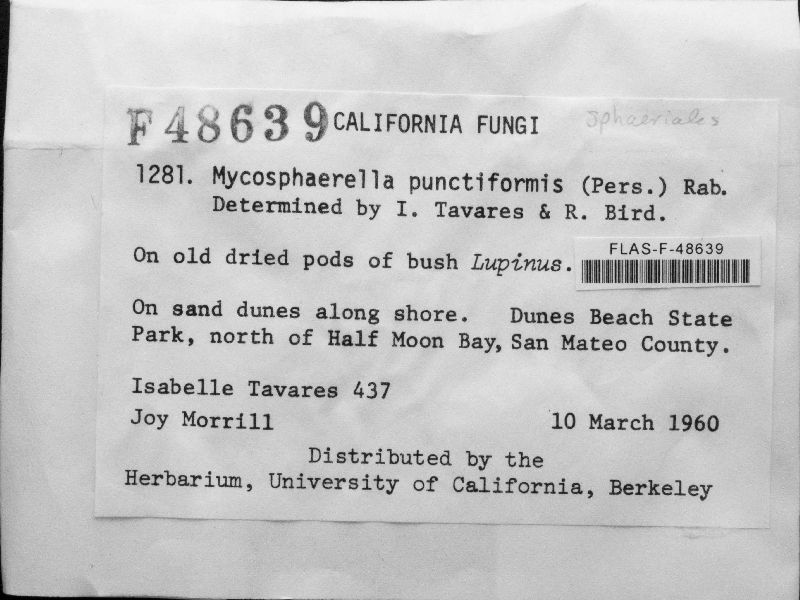 F48639 CALIFORNIA FUNGI sphaeriales
1281. Mycosphaerella punctiformis (Pers.) Rab.
Determined by I. Tavares & R. Bird.
FLAS-F-48639
On old dried pods of bush Lupinus.
On sand dunes along shore. Dunes Beach State
Park, north of Half Moon Bay, San Mateo County.
Isabelle Tavares 437
Joy Morrill 10 March 1960
Distributed by the
Herbarium, University of California, Berkeley